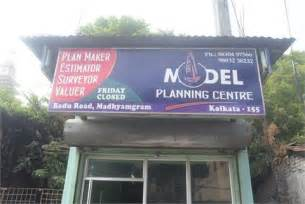 PLAN MAKER
ESTIMATOR
SURVEYOR
VALUER
FRIDAY
CLOSED
Badu Road, Madhyamgram
MODEL
PLANNING CENTRE
Kolkata - 155